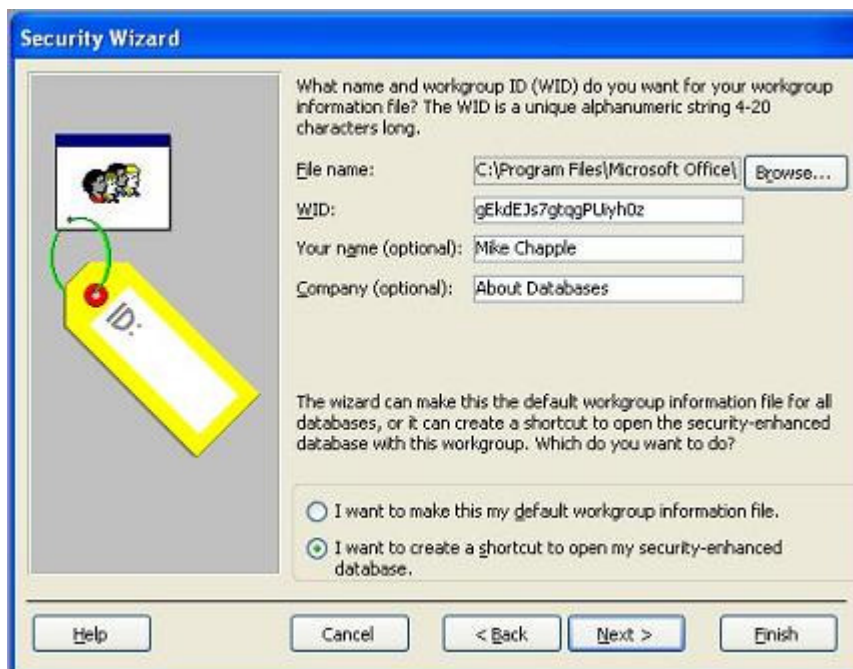 Security Wizard
What name and workgroup ID (WID) do you want for your workgroup
information file? The WID is a unique alphanumeric string 4-20
characters long.
File name: C:\Program Files\Microsoft Office\ Browse...
WID: gEkdEJs7gtqgPUiyh0z
Your name (optional): Mike Chapple
Company (optional): About Databases
ID:
The wizard can make this the default workgroup information file for all
databases, or it can create a shortcut to open the security-enhanced
database with this workgroup. Which do you want to do?
I want to make this my default workgroup information file.
I want to create a shortcut to open my security-enhanced
database.
Help Cancel < Back Next > Finish